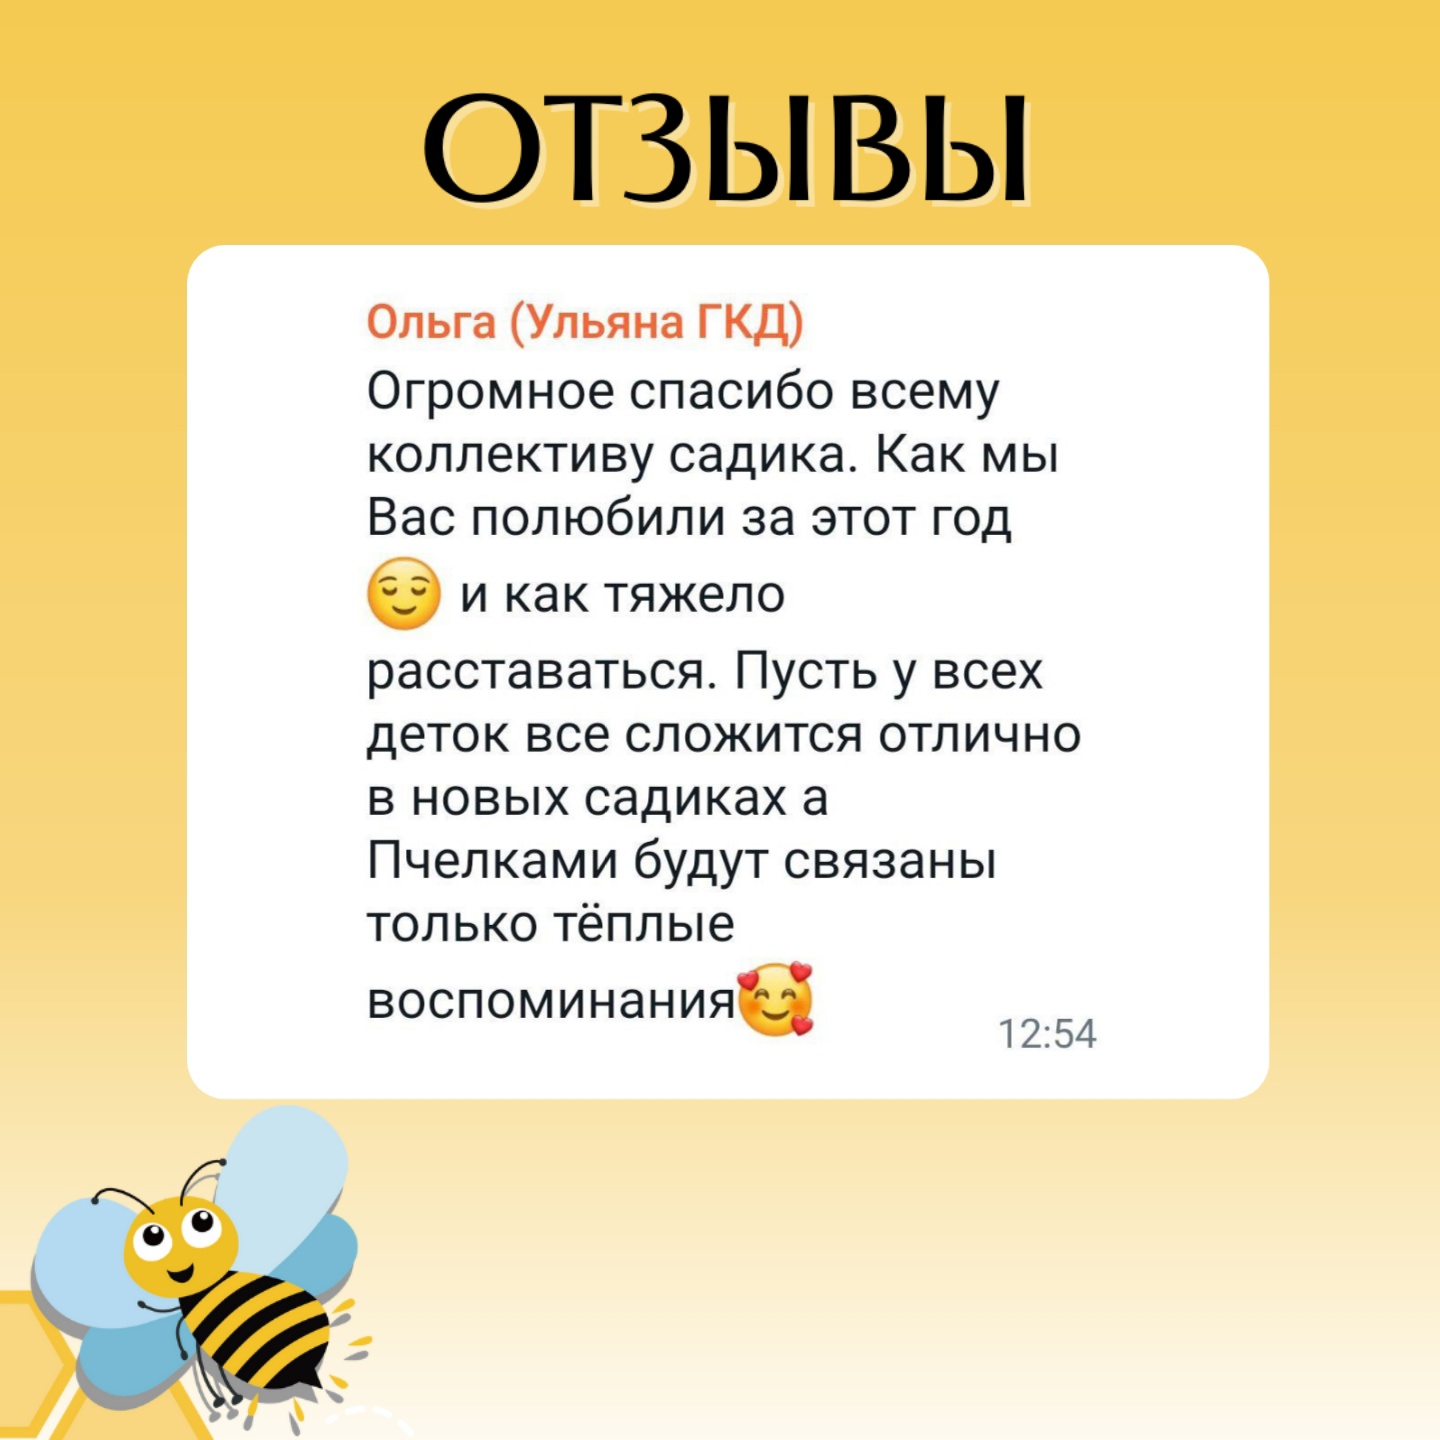 ОТЗЫВЫ
Ольга (Ульяна ГКД)
Огромное спасибо всему
коллективу садика. Как мы
Вас полюбили за этот год
😌 и как тяжело
расставаться. Пусть у всех
деток все сложится отлично
в новых садиках а
Пчелками будут связаны
только тёплые
воспоминания🥰
12:54